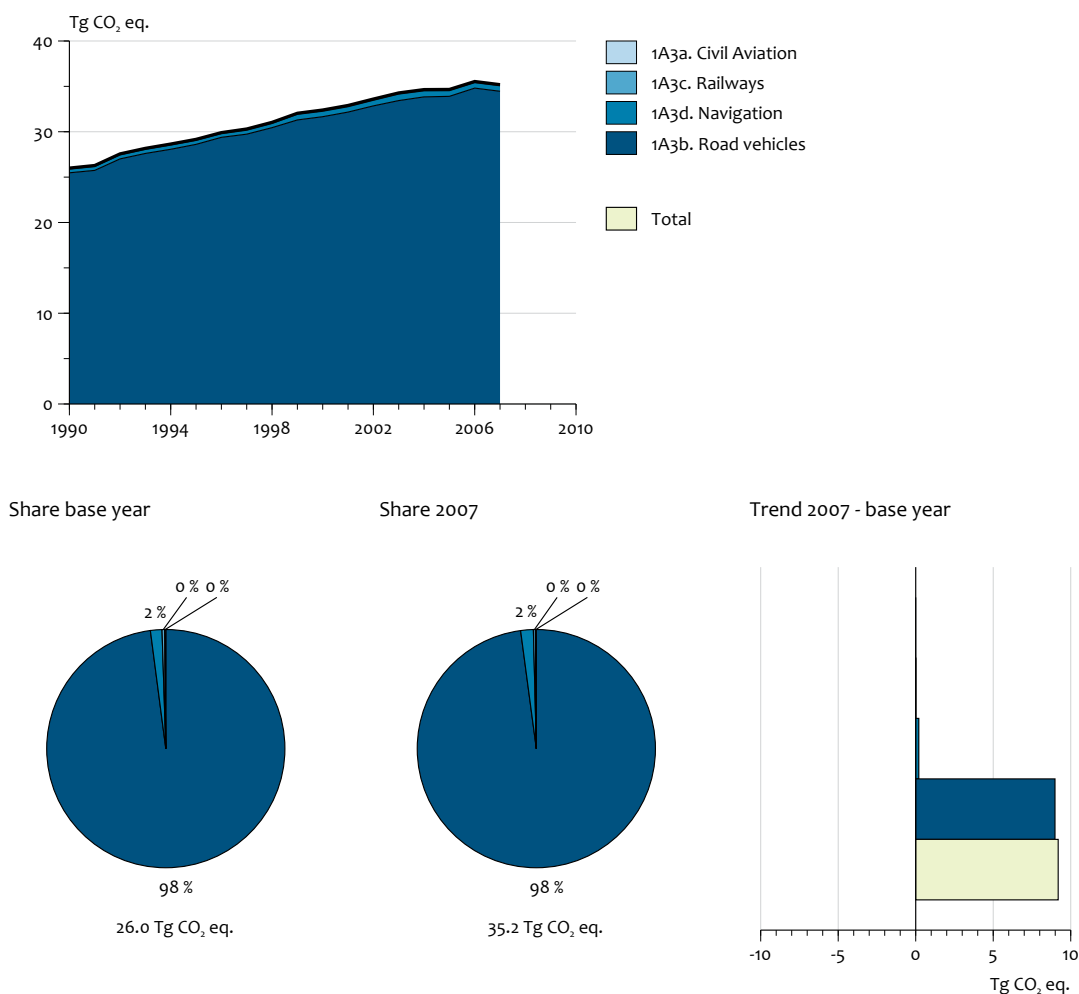 Tg CO₂ eq.
40
30
20
10
0
1990 1994 1998 2002 2006 2010
1A3a. Civil Aviation
1A3c. Railways
1A3d. Navigation
1A3b. Road vehicles
Total
Share base year
0 % 0 %
2 %
98 %
26.0 Tg CO₂ eq.
Share 2007
0 % 0 %
2 %
98 %
35.2 Tg CO₂ eq.
Trend 2007 - base year
-10 -5 0 5 10
Tg CO₂ eq.